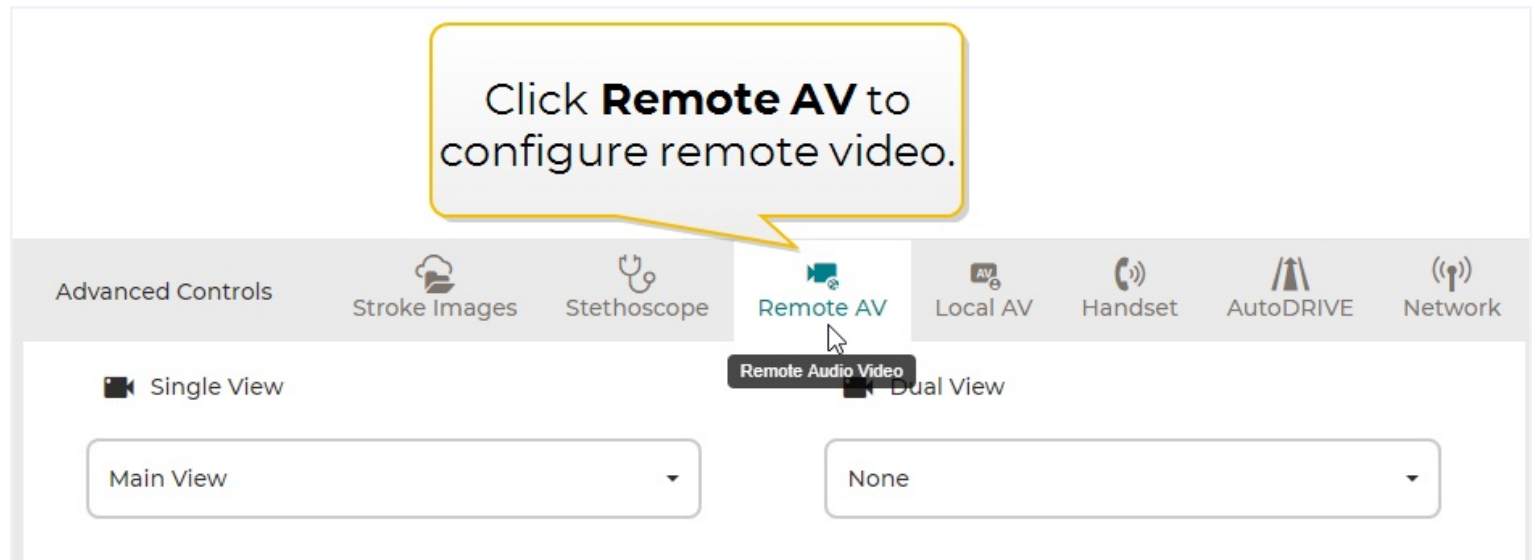 Click Remote AV to
configure remote video.
Advanced Controls
Stroke Images
Stethoscope
Remote AV
AV
Local AV
Handset
AutoDRIVE
Network
Single View
Remote Audio Video
Dual View
Main View
None